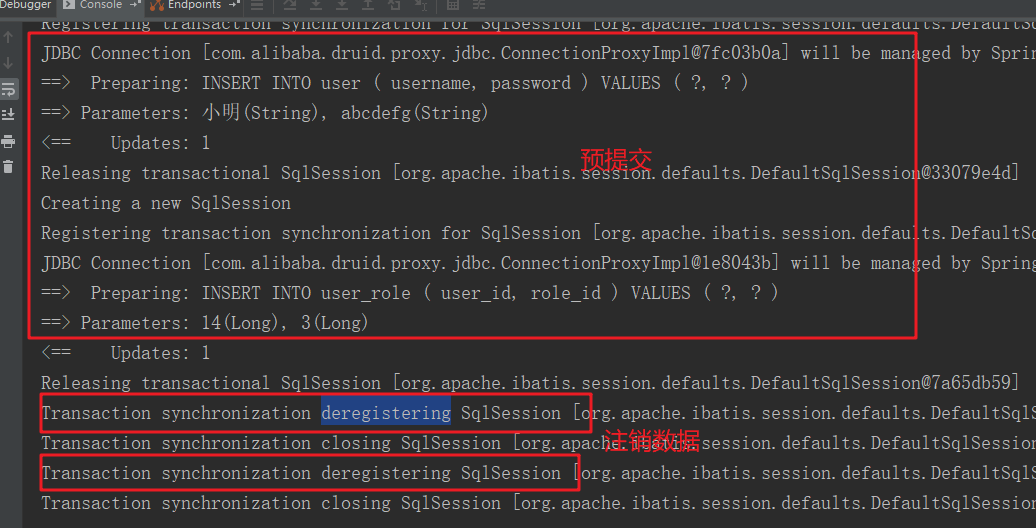 Debugger Console Endpoints
Registering transaction synchronization for SqlSession [org.apache.ibatis.session.defaults.DefaultSqlSession
JDBC Connection [com.alibaba.druid.proxy.jdbc.ConnectionProxyImpl@7fc03b0a] will be managed by Spring
==>  Preparing: INSERT INTO user ( username, password ) VALUES ( ?, ? )
==> Parameters: 小明(String), abcdefg(String)
<==    Updates: 1
预提交
Releasing transactional SqlSession [org.apache.ibatis.session.defaults.DefaultSqlSession@33079e4d]
Creating a new SqlSession
Registering transaction synchronization for SqlSession [org.apache.ibatis.session.defaults.DefaultSq
JDBC Connection [com.alibaba.druid.proxy.jdbc.ConnectionProxyImpl@1e8043b] will be managed by Spring
==>  Preparing: INSERT INTO user_role ( user_id, role_id ) VALUES ( ?, ? )
==> Parameters: 14(Long), 3(Long)
<==    Updates: 1
Releasing transactional SqlSession [org.apache.ibatis.session.defaults.DefaultSqlSession@7a65db59]
Transaction synchronization deregistering SqlSession [org.apache.ibatis.session.defaults.DefaultSqlS
Transaction synchronization closing SqlSession [org.apache.ibatis.session.defaults.DefaultSqlSession
注销数据
Transaction synchronization deregistering SqlSession [org.apache.ibatis.session.defaults.DefaultSqlS
Transaction synchronization closing SqlSession [org.apache.ibatis.session.defaults.DefaultSqlSession